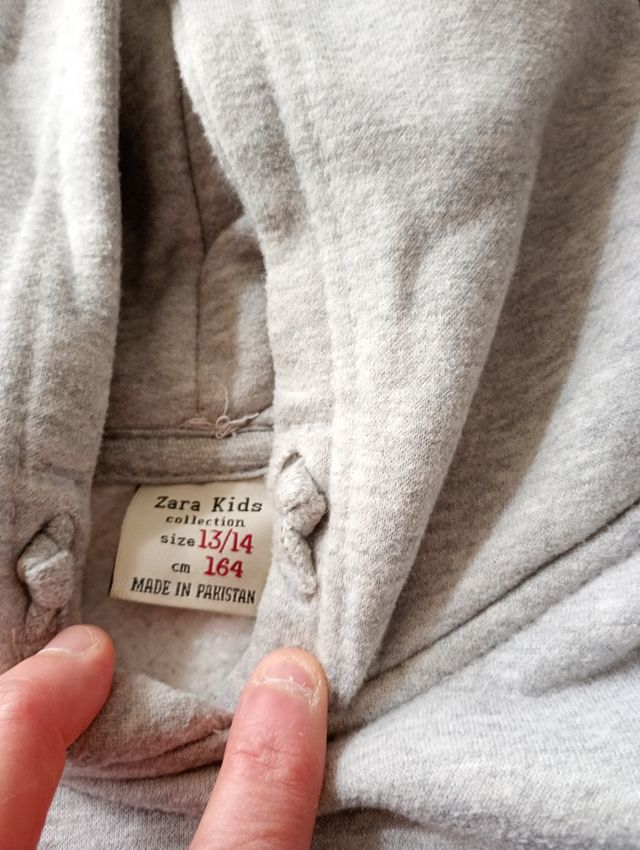 Zara Kids
collection
size 13/14
cm 164
MADE IN PAKISTAN